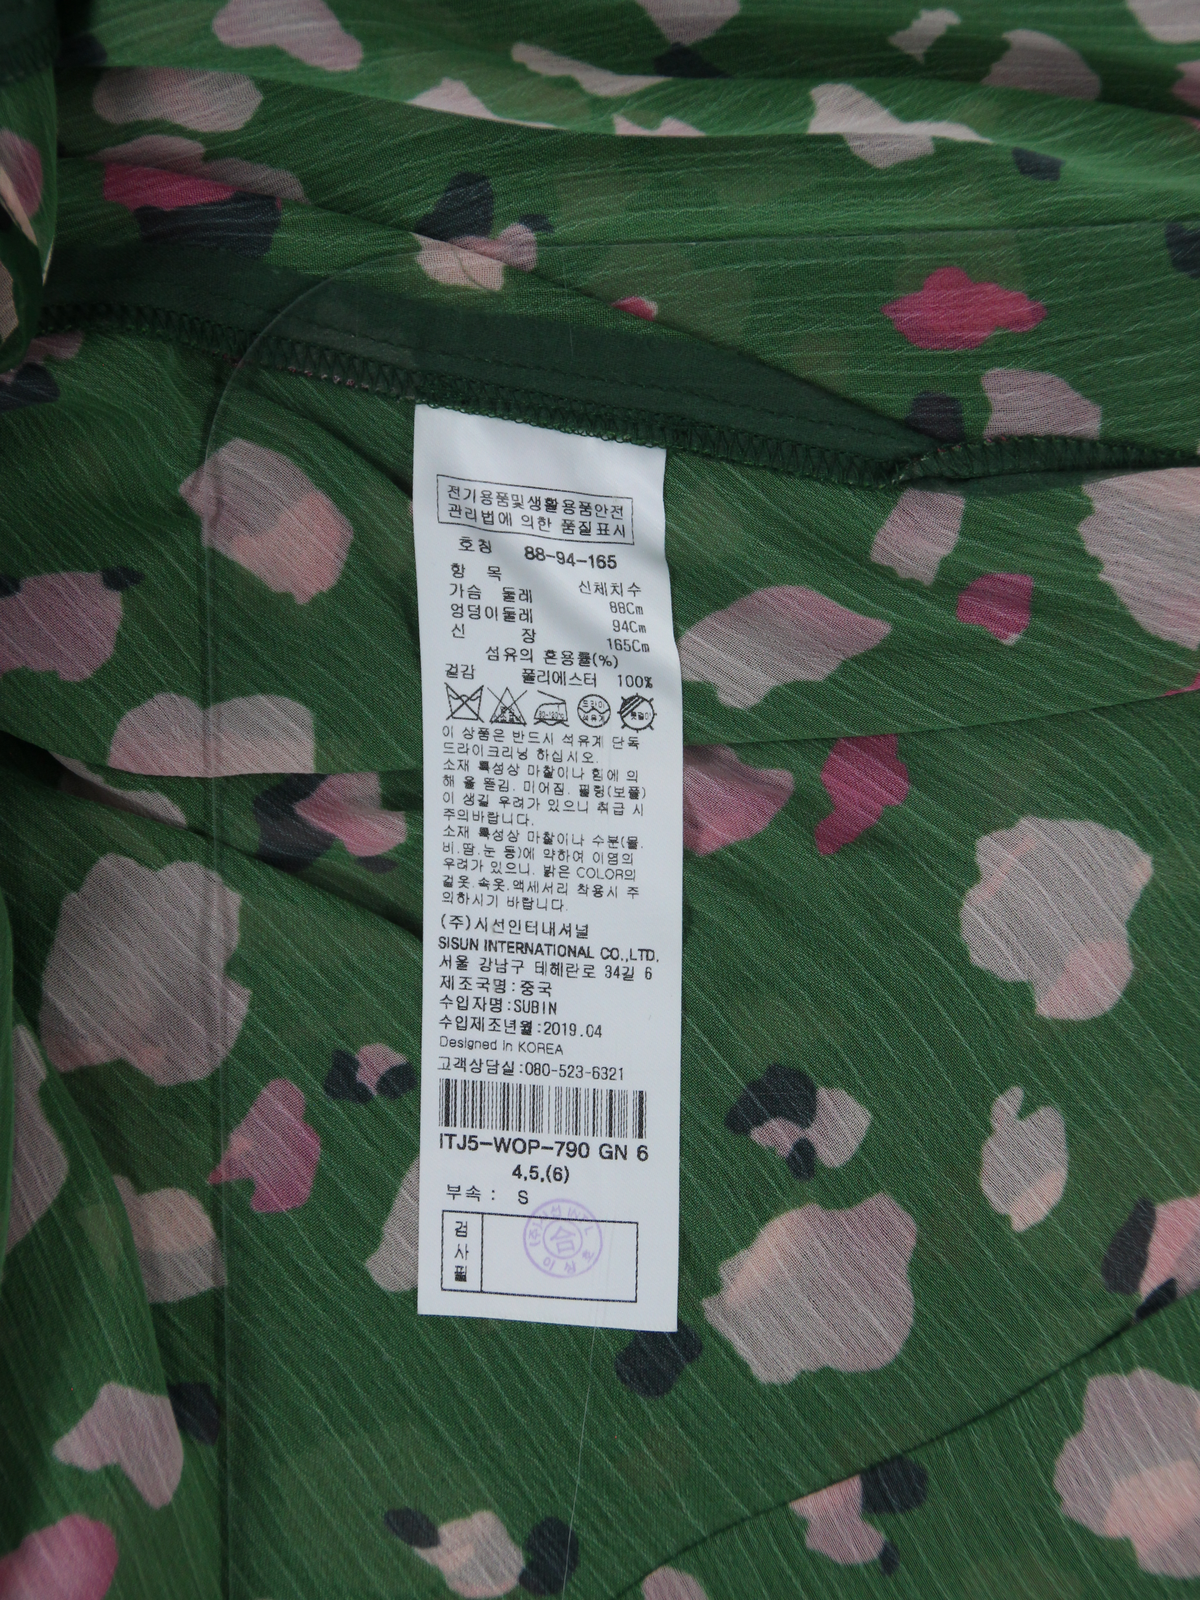 전기용품및생활용품안전
관리법에 의한 품질표시
호칭 88-94-165
항 목 신체치수
가슴 둘레 88Cm
엉덩이둘레 94Cm
신 장 165Cm
섬유의 혼용률(%)
겉감 폴리에스터 100%
이 상품은 반드시 석유계 단독
드라이크리닝 하십시오.
소재 특성상 마찰이나 힘에 의
해 올 뜯김. 미어짐. 필링(보풀)
이 생길 우려가 있으니 취급 시
주의바랍니다.
소재 특성상 마찰이나 수분(물.
비.땀.눈 등)에 약하여 이염의
우려가 있으니. 밝은 COLOR의
겉옷.속옷.액세서리 착용시 주
의하시기 바랍니다.
(주)시선인터내셔널
SISUN INTERNATIONAL CO.,LTD.
서울 강남구 테헤란로 34길 6
제조국명:중국
수입자명:SUBIN
수입제조년월:2019.04
Designed in KOREA
고객상담실:080-523-6321
ITJ5-WOP-790 GN 6
4,5,(6)
부속 : S
검
사
필
합